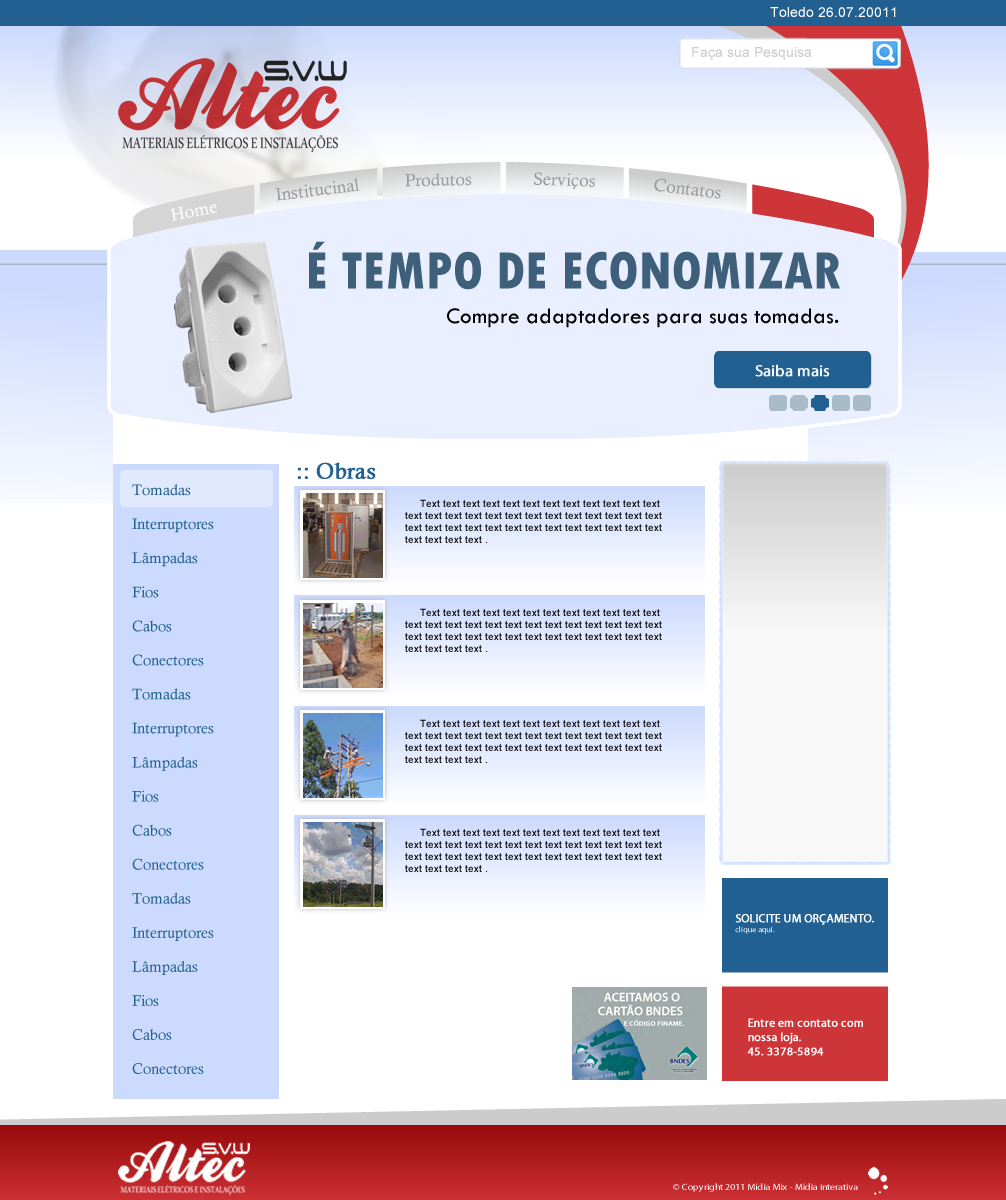 Toledo 26.07.20011
Faça sua Pesquisa
S.V.W
Altec
MATERIAIS ELÉTRICOS E INSTALAÇÕES
Home
Institucinal
Produtos
Serviços
Contatos
É TEMPO DE ECONOMIZAR
Compre adaptadores para suas tomadas.
Saiba mais
Tomadas
Interruptores
Lâmpadas
Fios
Cabos
Conectores
Tomadas
Interruptores
Lâmpadas
Fios
Cabos
Conectores
Tomadas
Interruptores
Lâmpadas
Fios
Cabos
Conectores
:: Obras
Text text text text text text text text text text text text
text text text text text text text text text text text text text
text text text text text text text text text text text text text
text text text text .
Text text text text text text text text text text text text
text text text text text text text text text text text text text
text text text text text text text text text text text text text
text text text text .
Text text text text text text text text text text text text
text text text text text text text text text text text text text
text text text text text text text text text text text text text
text text text text .
Text text text text text text text text text text text text
text text text text text text text text text text text text text
text text text text text text text text text text text text text
text text text text .
SOLICITE UM ORÇAMENTO.
clique aqui.
ACEITAMOS O
CARTÃO BNDES
E CÓDIGO FINAME.
BNDES
BNDES
Entre em contato com
nossa loja.
45. 3378-5894
S.V.W
Altec
MATERIAIS ELÉTRICOS E INSTALAÇÕES
© Copyright 2011 Mídia Mix - Mídia interativa